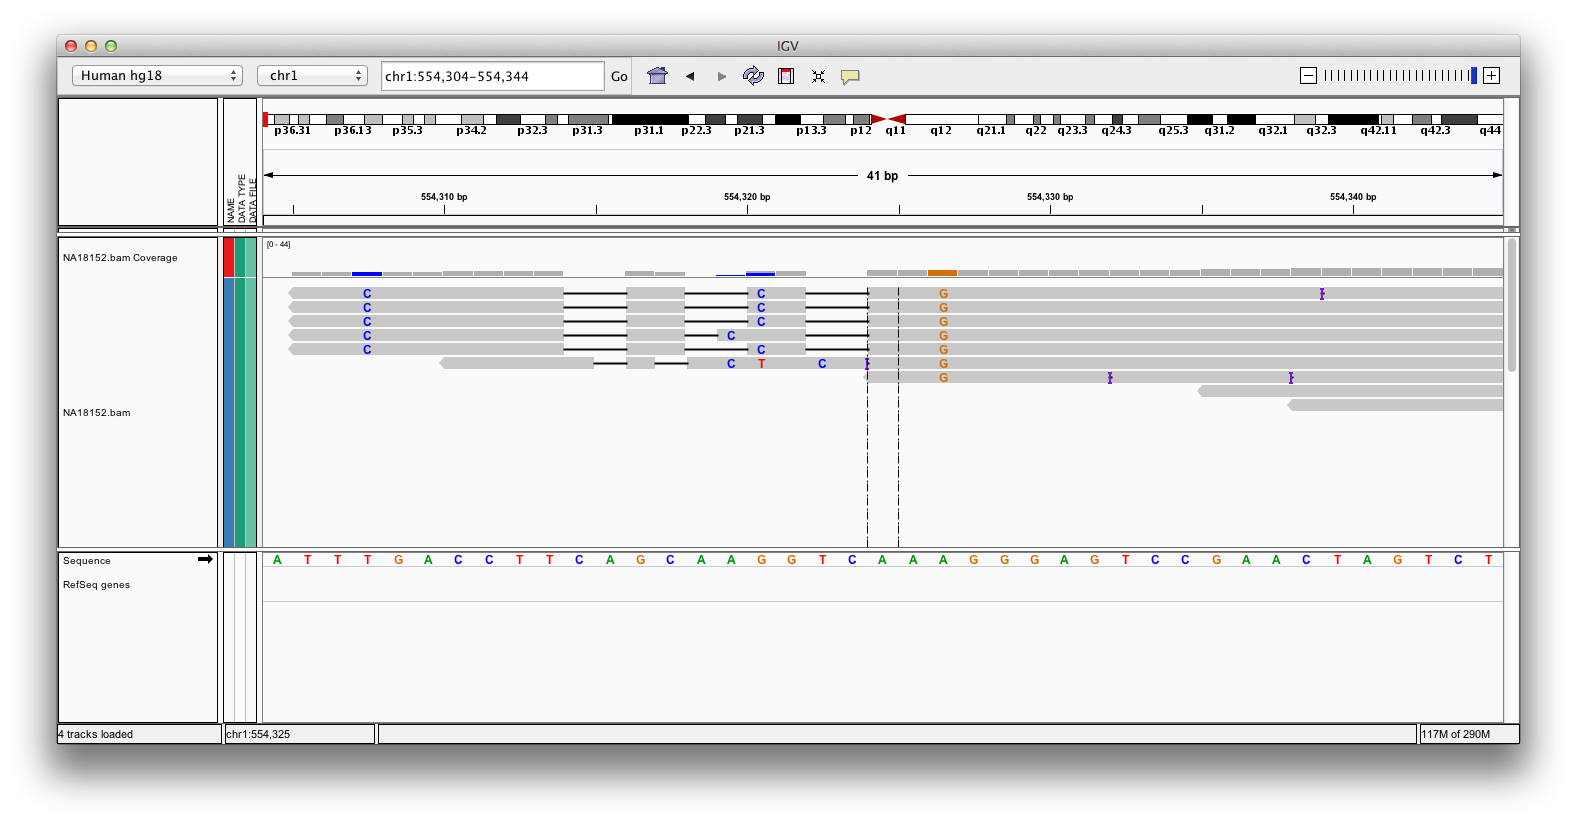 IGV
Human hg18 chr1 chr1:554,304-554,344 Go
p36.31 p36.13 p35.3 p34.2 p32.3 p31.3 p31.1 p22.3 p21.3 p13.3 p12 q11 q12 q21.1 q22 q23.3 q24.3 q25.3 q31.2 q32.1 q32.3 q42.11 q42.3 q44
41 bp
554,310 bp 554,320 bp 554,330 bp 554,340 bp
NAME
DATA TYPE
DATA FILE
[0 - 44]
NA18152.bam Coverage
C C G
C C G
C C G
C C G
C C G
C T C G
G
NA18152.bam
Sequence A T T T G A C C T T C A G C A A G G T C A A A G G G A G T C C G A A C T A G T C T
RefSeq genes
4 tracks loaded chr1:554,325 117M of 290M